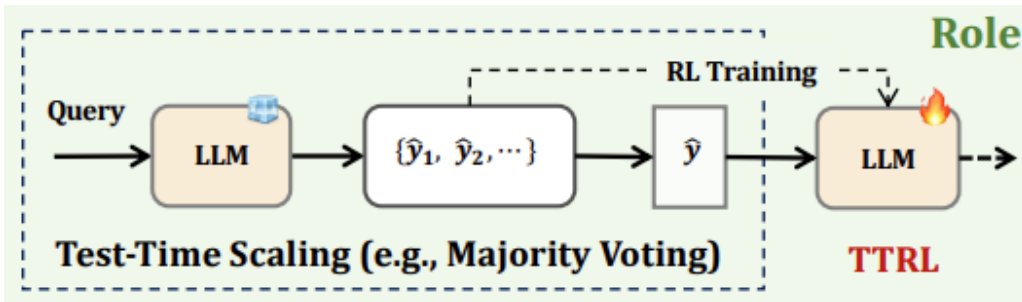 Role
RL Training
Query
LLM
{ŷ₁, ŷ₂, ⋯}
ŷ
LLM
Test-Time Scaling (e.g., Majority Voting)
TTRL